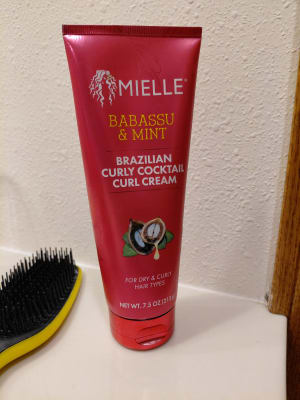 MIELLE
BABASSU
& MINT
BRAZILIAN
CURLY COCKTAIL
CURL CREAM
FOR DRY & CURLY
HAIR TYPES
NET WT. 7.5 OZ